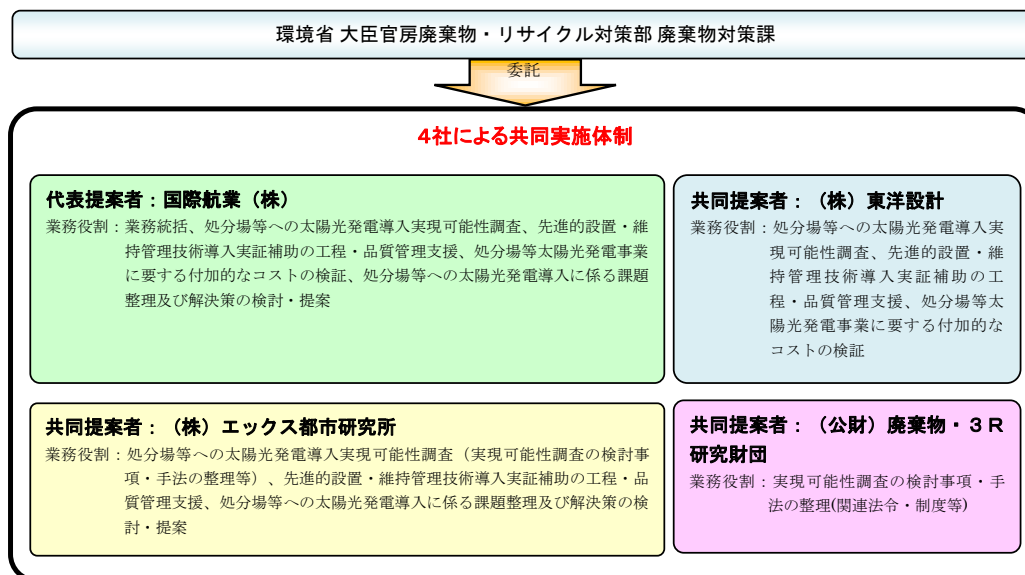 環境省 大臣官房廃棄物・リサイクル対策部 廃棄物対策課
委託
4社による共同実施体制
代表提案者：国際航業（株）
業務役割：業務統括、処分場等への太陽光発電導入実現可能性調査、先進的設置・維
持管理技術導入実証補助の工程・品質管理支援、処分場等太陽光発電事業
に要する付加的なコストの検証、処分場等への太陽光発電導入に係る課題
整理及び解決策の検討・提案
共同提案者：（株）東洋設計
業務役割：処分場等への太陽光発電導入実
現可能性調査、先進的設置・維
持管理技術導入実証補助の工
程・品質管理支援、処分場等太
陽光発電事業に要する付加的な
コストの検証
共同提案者：（株）エックス都市研究所
業務役割：処分場等への太陽光発電導入実現可能性調査（実現可能性調査の検討事
項・手法の整理等）、先進的設置・維持管理技術導入実証補助の工程・品
質管理支援、処分場等への太陽光発電導入に係る課題整理及び解決策の検
討・提案
共同提案者：（公財）廃棄物・３Ｒ
研究財団
業務役割：実現可能性調査の検討事項・手
法の整理(関連法令・制度等)